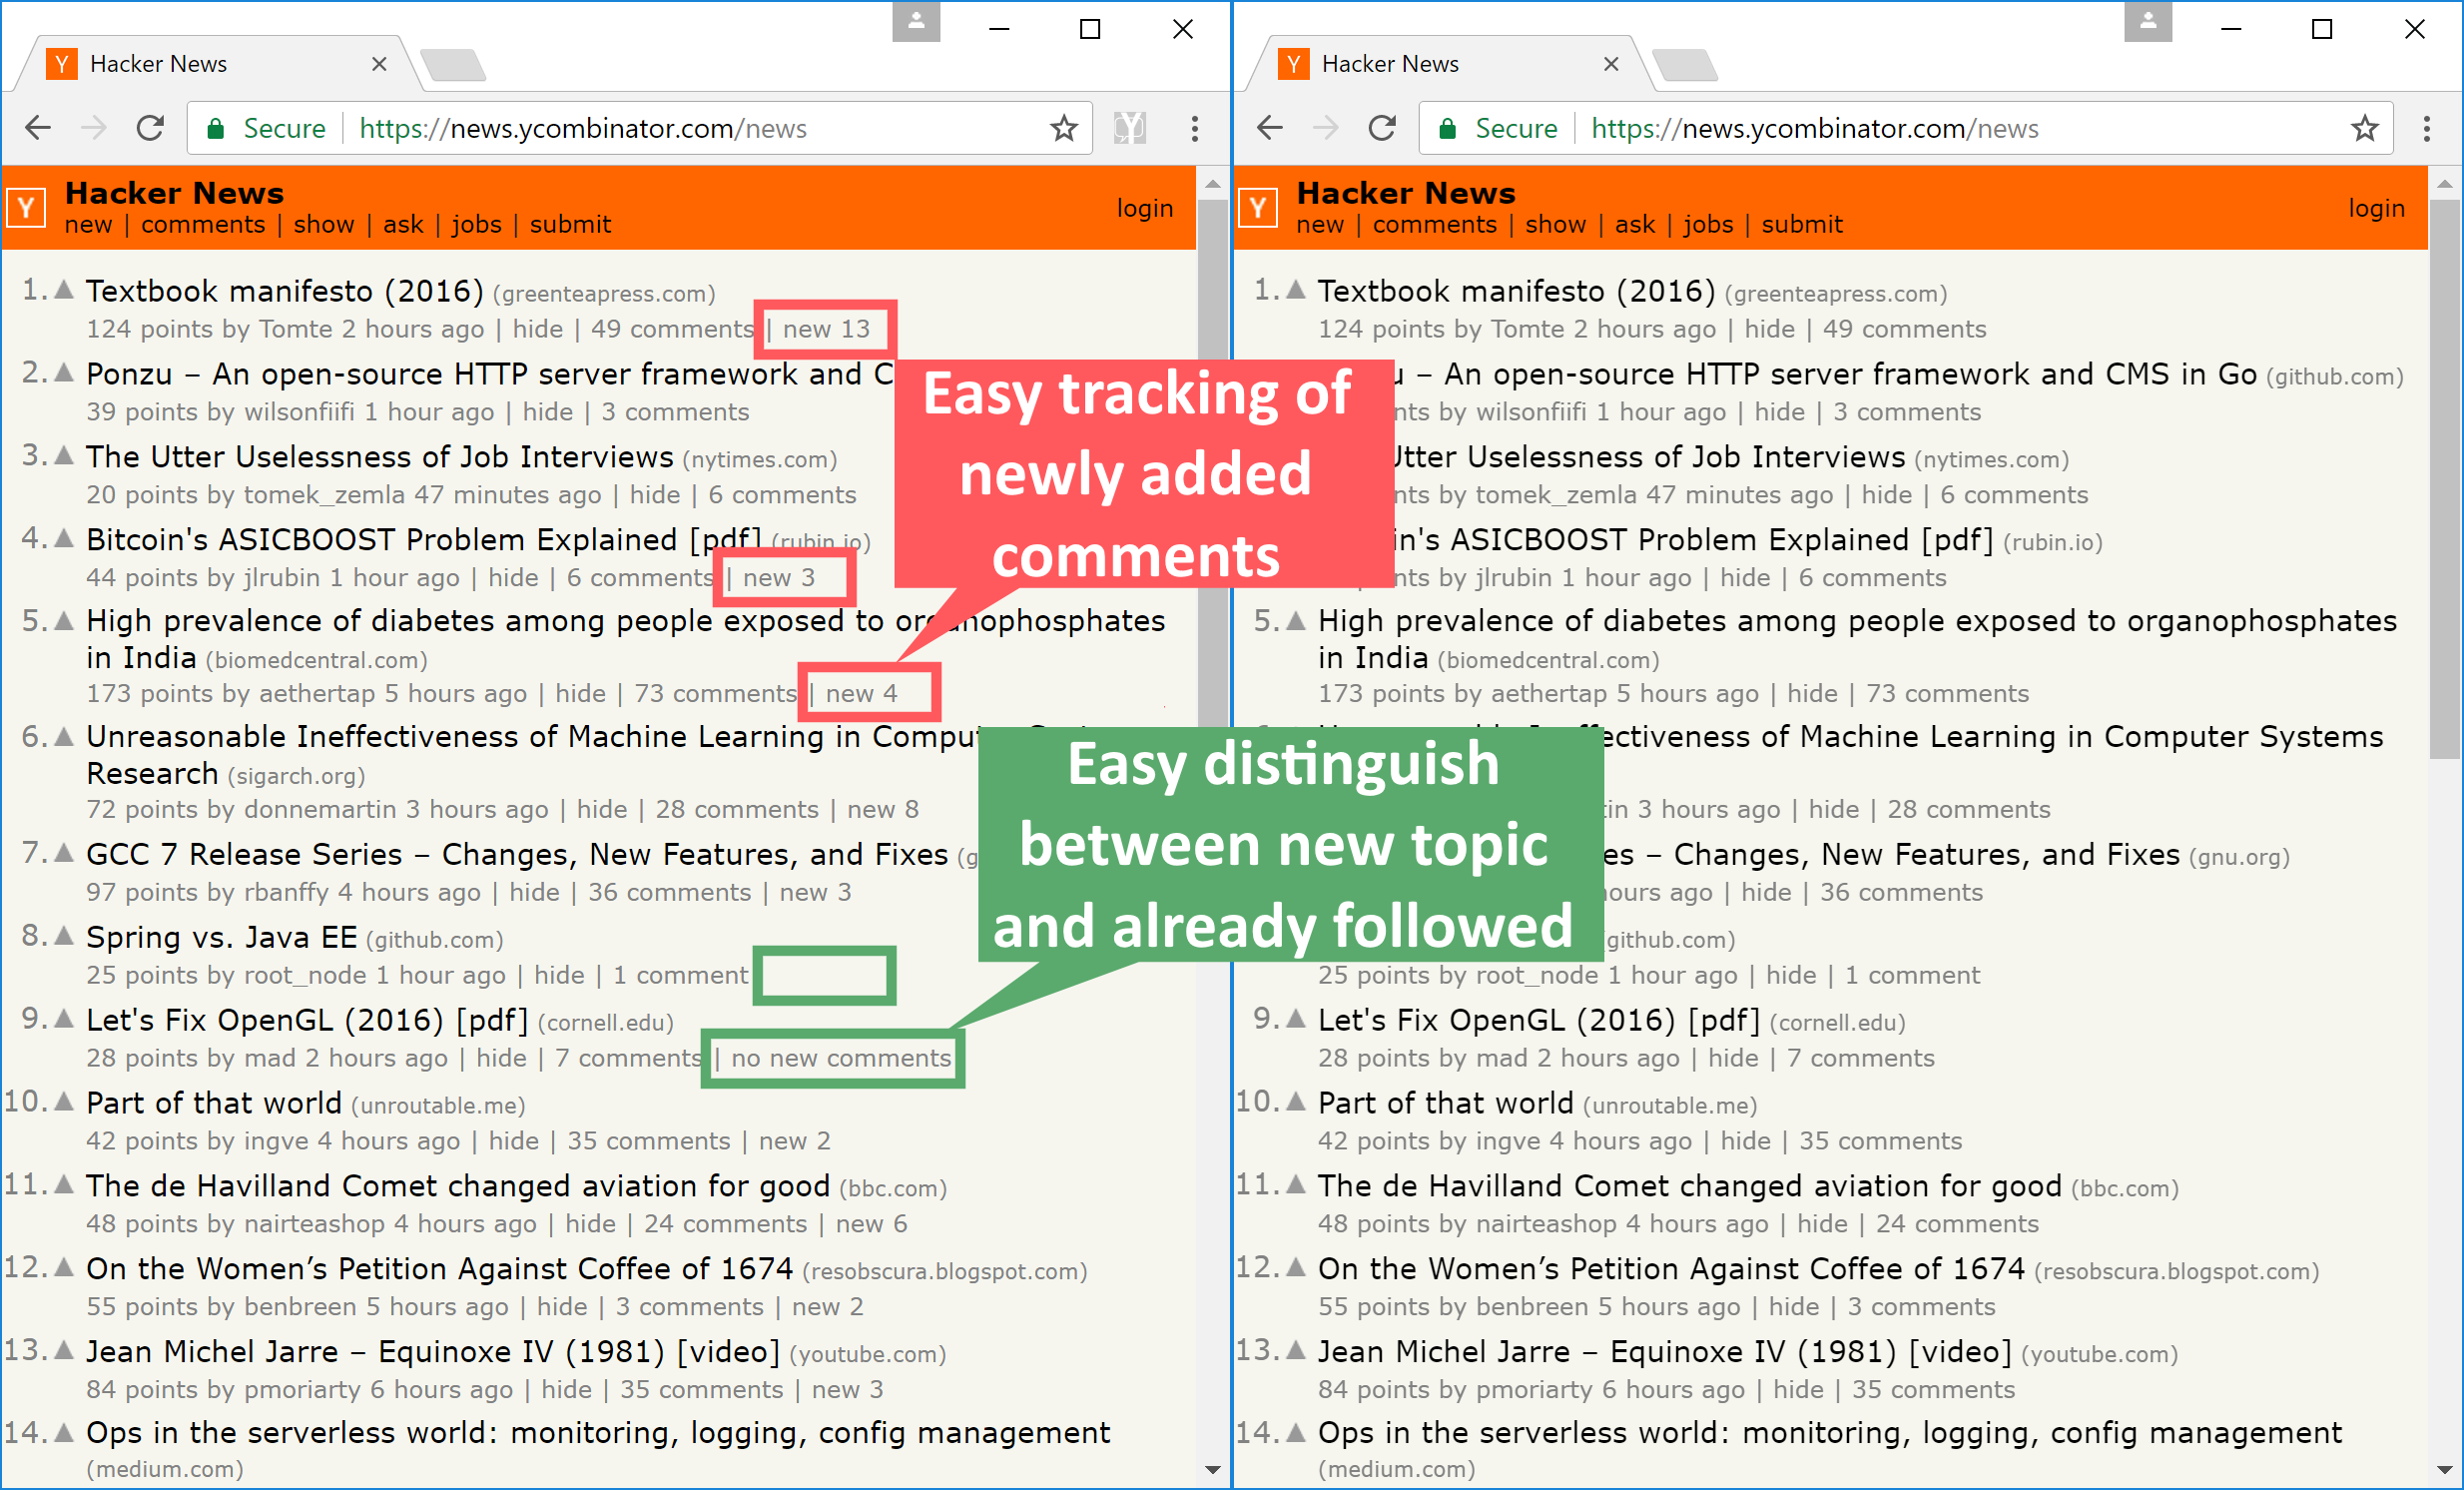 Hacker News
Secure https://news.ycombinator.com/news
Y Hacker News
new | comments | show | ask | jobs | submit
login
1. Textbook manifesto (2016) (greenteapress.com)
124 points by Tomte 2 hours ago | hide | 49 comments | new 13
2. Ponzu – An open-source HTTP server framework and C
39 points by wilsonfiifi 1 hour ago | hide | 3 comments
3. The Utter Uselessness of Job Interviews (nytimes.com)
20 points by tomek_zemla 47 minutes ago | hide | 6 comments
4. Bitcoin's ASICBOOST Problem Explained [pdf] (rubin.io)
44 points by jlrubin 1 hour ago | hide | 6 comments | new 3
5. High prevalence of diabetes among people exposed to organophosphates
in India (biomedcentral.com)
173 points by aethertap 5 hours ago | hide | 73 comments | new 4
6. Unreasonable Ineffectiveness of Machine Learning in Computer Systems
Research (sigarch.org)
72 points by donnemartin 3 hours ago | hide | 28 comments | new 8
7. GCC 7 Release Series – Changes, New Features, and Fixes (g
97 points by rbanffy 4 hours ago | hide | 36 comments | new 3
8. Spring vs. Java EE (github.com)
25 points by root_node 1 hour ago | hide | 1 comment
9. Let's Fix OpenGL (2016) [pdf] (cornell.edu)
28 points by mad 2 hours ago | hide | 7 comments | no new comments
10. Part of that world (unroutable.me)
42 points by ingve 4 hours ago | hide | 35 comments | new 2
11. The de Havilland Comet changed aviation for good (bbc.com)
48 points by nairteashop 4 hours ago | hide | 24 comments | new 6
12. On the Women’s Petition Against Coffee of 1674 (resobscura.blogspot.com)
55 points by benbreen 5 hours ago | hide | 3 comments | new 2
13. Jean Michel Jarre – Equinoxe IV (1981) [video] (youtube.com)
84 points by pmoriarty 6 hours ago | hide | 35 comments | new 3
14. Ops in the serverless world: monitoring, logging, config management
(medium.com)
Easy tracking of
newly added
comments
Easy distinguish
between new topic
and already followed
Hacker News
Secure https://news.ycombinator.com/news
Y Hacker News
new | comments | show | ask | jobs | submit
login
1. Textbook manifesto (2016) (greenteapress.com)
124 points by Tomte 2 hours ago | hide | 49 comments
u – An open-source HTTP server framework and CMS in Go (github.com)
nts by wilsonfiifi 1 hour ago | hide | 3 comments
Utter Uselessness of Job Interviews (nytimes.com)
nts by tomek_zemla 47 minutes ago | hide | 6 comments
in's ASICBOOST Problem Explained [pdf] (rubin.io)
nts by jlrubin 1 hour ago | hide | 6 comments
5. High prevalence of diabetes among people exposed to organophosphates
in India (biomedcentral.com)
173 points by aethertap 5 hours ago | hide | 73 comments
ectiveness of Machine Learning in Computer Systems
tin 3 hours ago | hide | 28 comments
es – Changes, New Features, and Fixes (gnu.org)
hours ago | hide | 36 comments
(github.com)
25 points by root_node 1 hour ago | hide | 1 comment
9. Let's Fix OpenGL (2016) [pdf] (cornell.edu)
28 points by mad 2 hours ago | hide | 7 comments
10. Part of that world (unroutable.me)
42 points by ingve 4 hours ago | hide | 35 comments
11. The de Havilland Comet changed aviation for good (bbc.com)
48 points by nairteashop 4 hours ago | hide | 24 comments
12. On the Women’s Petition Against Coffee of 1674 (resobscura.blogspot.com)
55 points by benbreen 5 hours ago | hide | 3 comments
13. Jean Michel Jarre – Equinoxe IV (1981) [video] (youtube.com)
84 points by pmoriarty 6 hours ago | hide | 35 comments
14. Ops in the serverless world: monitoring, logging, config management
(medium.com)